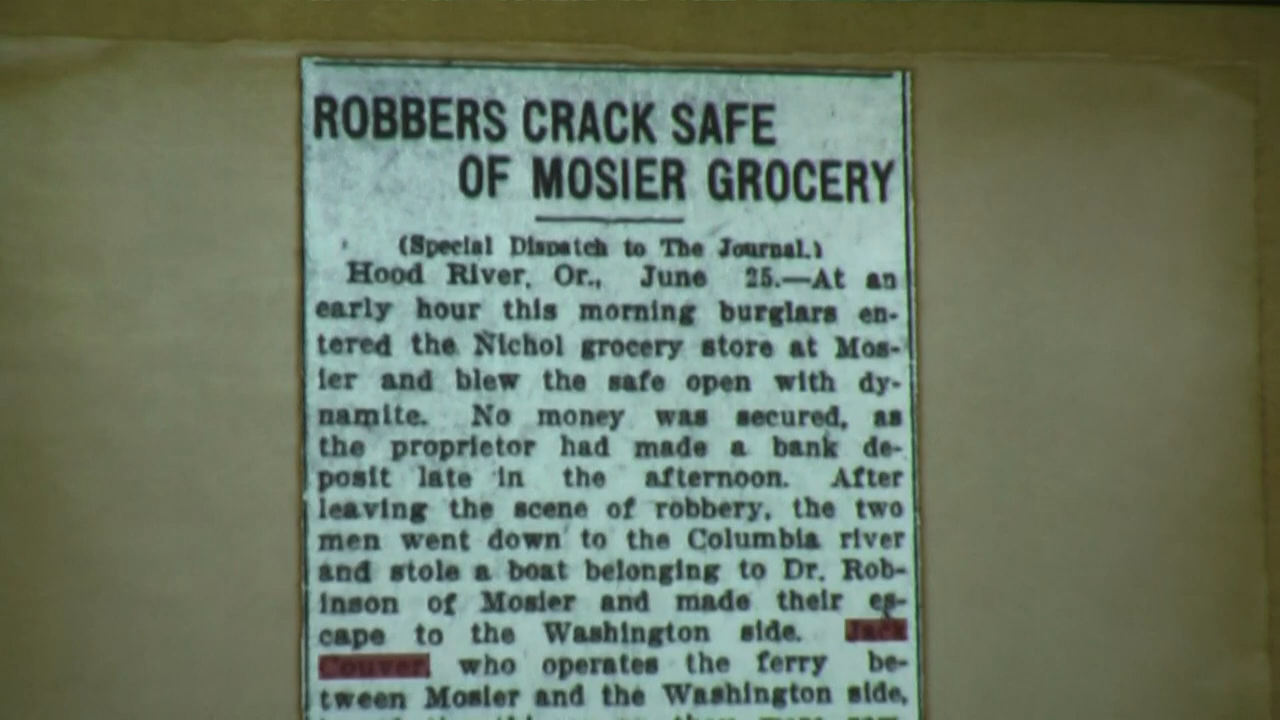 ROBBERS CRACK SAFE
OF MOSIER GROCERY
(Special Dispatch to The Journal.)
Hood River, Or., June 25.—At an
early hour this morning burglars en-
tered the Nichol grocery store at Mos-
ier and blew the safe open with dy-
namite. No money was secured, as
the proprietor had made a bank de-
posit late in the afternoon. After
leaving the scene of robbery, the two
men went down to the Columbia river
and stole a boat belonging to Dr. Rob-
inson of Mosier and made their es-
cape to the Washington side. Jack
Couver, who operates the ferry be-
tween Mosier and the Washington side,